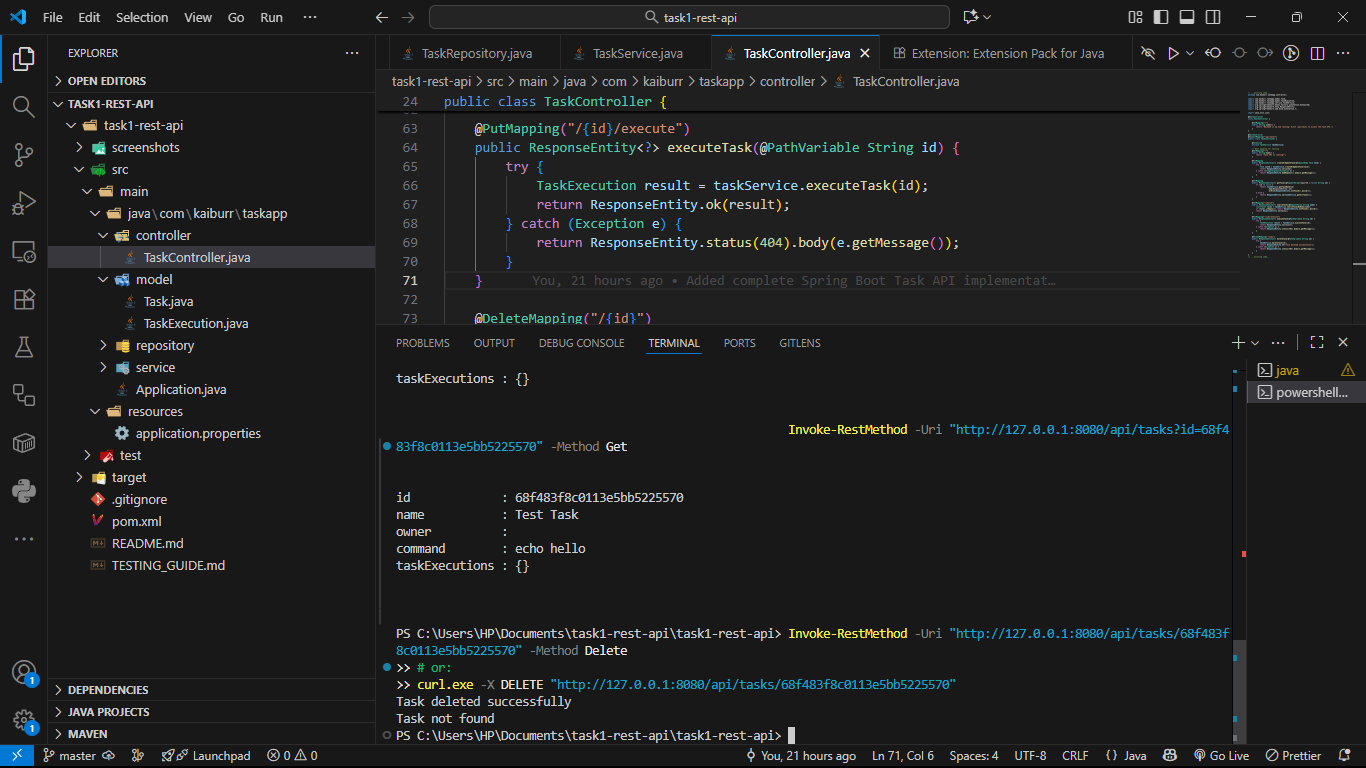 File Edit Selection View Go Run ··· task1-rest-api
EXPLORER ···
OPEN EDITORS
TASK1-REST-API
task1-rest-api
screenshots
src
main
java\com\kaiburr\taskapp
controller
TaskController.java
model
Task.java
TaskExecution.java
repository
service
Application.java
resources
application.properties
test
target
.gitignore
pom.xml
README.md
TESTING_GUIDE.md
DEPENDENCIES
JAVA PROJECTS
MAVEN
1
1
TaskRepository.java TaskService.java TaskController.java Extension: Extension Pack for Java
task1-rest-api > src > main > java > com > kaiburr > taskapp > controller > TaskController.java
24 public class TaskController {
63 @PutMapping("/{id}/execute")
64 public ResponseEntity<?> executeTask(@PathVariable String id) {
65 try {
66 TaskExecution result = taskService.executeTask(id);
67 return ResponseEntity.ok(result);
68 } catch (Exception e) {
69 return ResponseEntity.status(404).body(e.getMessage());
70 }
71 } You, 21 hours ago • Added complete Spring Boot Task API implementat…
72
73 @DeleteMapping("/{id}")
PROBLEMS OUTPUT DEBUG CONSOLE TERMINAL PORTS GITLENS
java
powershell...
taskExecutions : {}
Invoke-RestMethod -Uri "http://127.0.0.1:8080/api/tasks?id=68f4
83f8c0113e5bb5225570" -Method Get
id : 68f483f8c0113e5bb5225570
name : Test Task
owner :
command : echo hello
taskExecutions : {}
PS C:\Users\HP\Documents\task1-rest-api\task1-rest-api> Invoke-RestMethod -Uri "http://127.0.0.1:8080/api/tasks/68f483f
8c0113e5bb5225570" -Method Delete
>> # or:
>> curl.exe -X DELETE "http://127.0.0.1:8080/api/tasks/68f483f8c0113e5bb5225570"
Task deleted successfully
Task not found
PS C:\Users\HP\Documents\task1-rest-api\task1-rest-api>
master Launchpad 0 0 You, 21 hours ago Ln 71, Col 6 Spaces: 4 UTF-8 CRLF {} Java Go Live Prettier